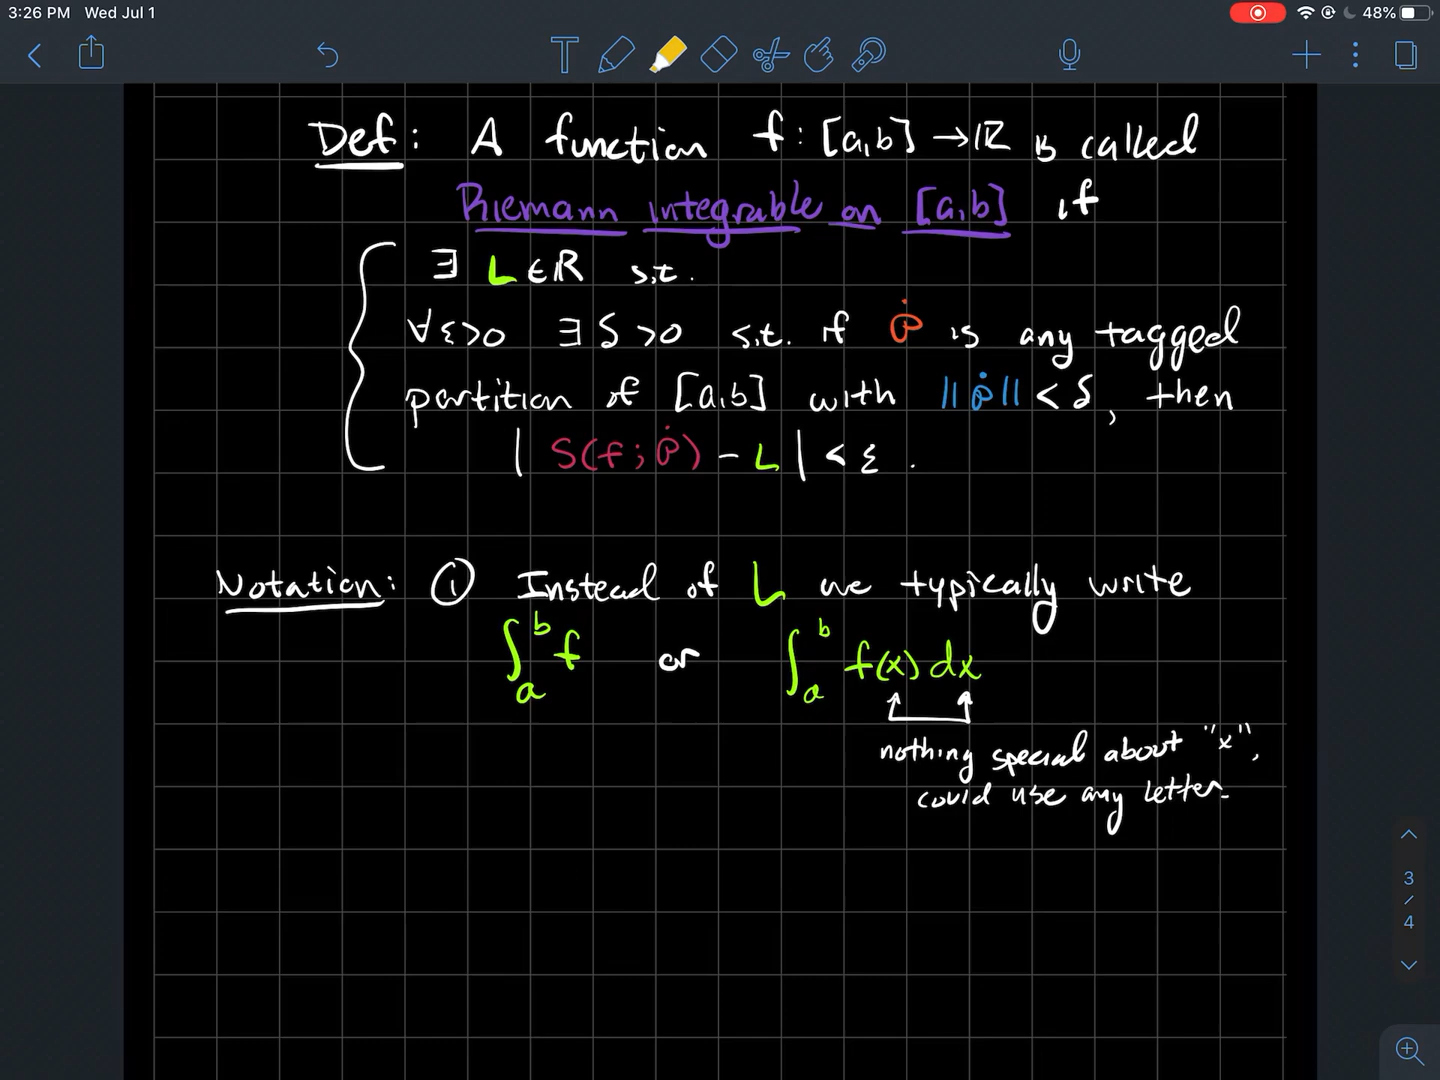 3:26 PM Wed Jul 1
48%
Def: A function f: [a,b] → ℝ is called
Riemann integrable on [a,b] if
∃ L ∈ ℝ s.t.
∀ ε > 0 ∃ δ > 0 s.t. if Ṗ is any tagged
partition of [a,b] with ||Ṗ|| < δ, then
| S(f; Ṗ) - L | < ε .
Notation: ① Instead of L we typically write
∫_a^b f or ∫_a^b f(x) dx
nothing special about "x",
could use any letter.
3
/
4